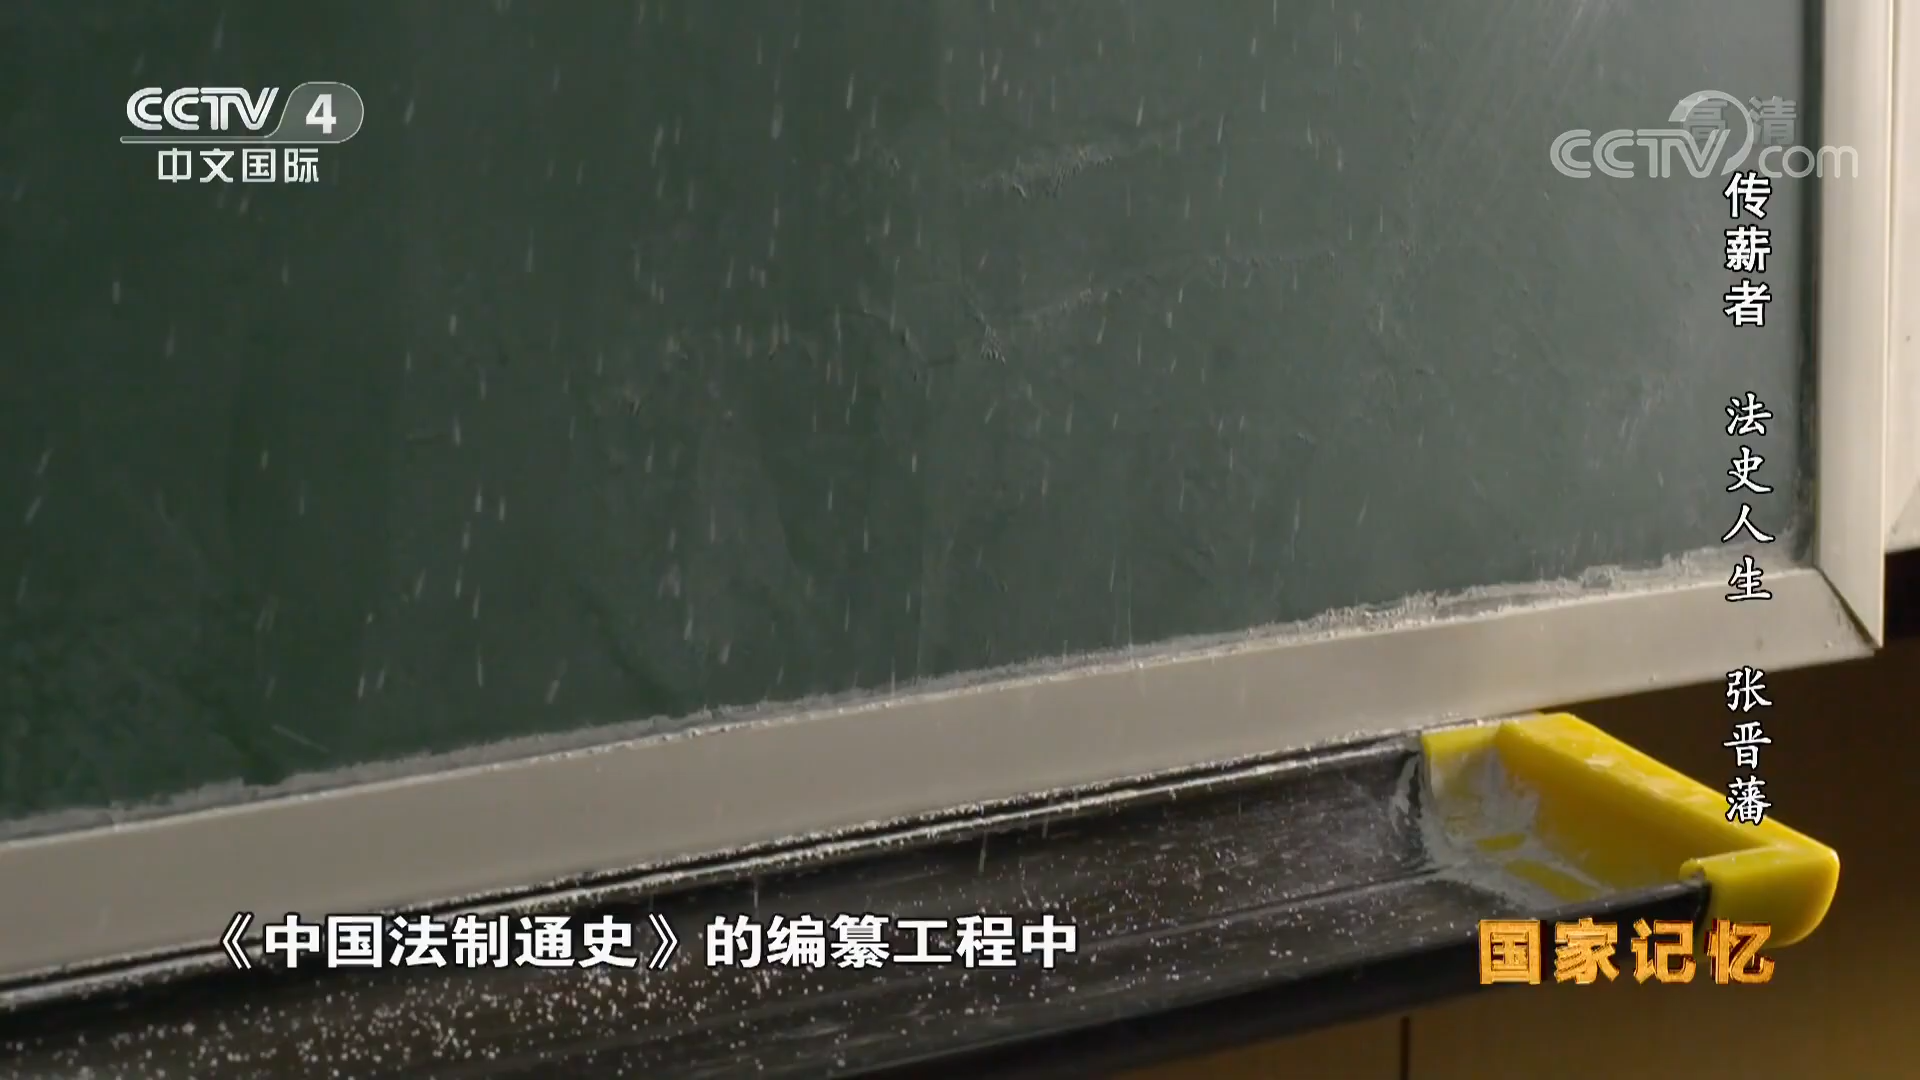 CCTV 4
中文国际
高清
CCTV.com
传薪者 法史人生 张晋藩
《中国法制通史》的编纂工程中
国家记忆